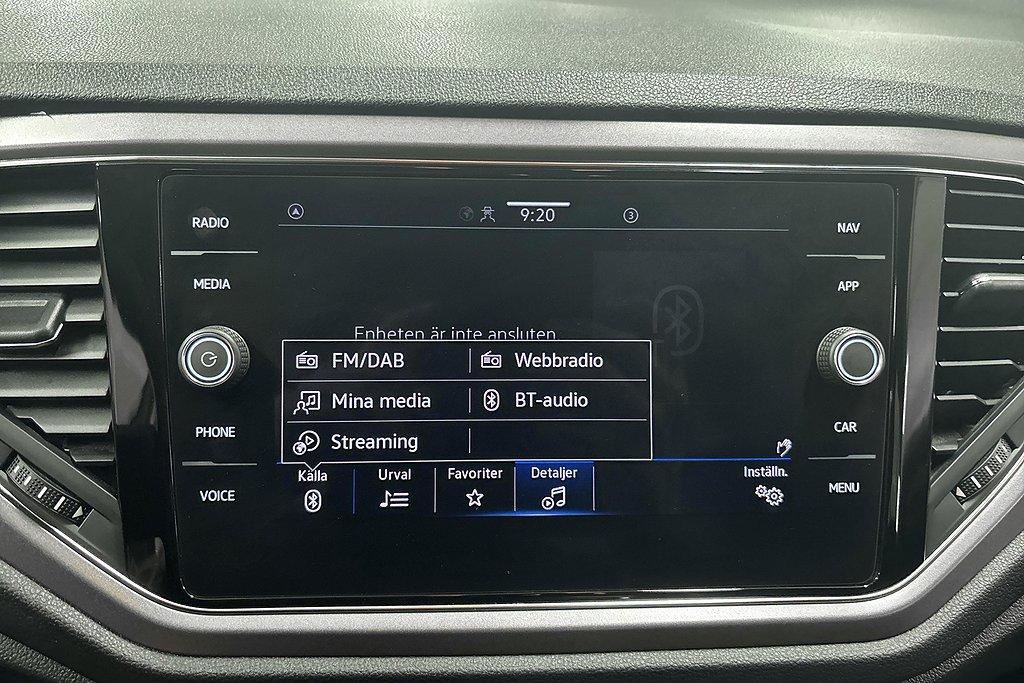 RADIO
MEDIA
PHONE
VOICE
9:20
3
Enheten är inte ansluten
FM/DAB Webbradio
Mina media BT-audio
Streaming
Källa Urval Favoriter Detaljer Inställn.
NAV
APP
CAR
MENU